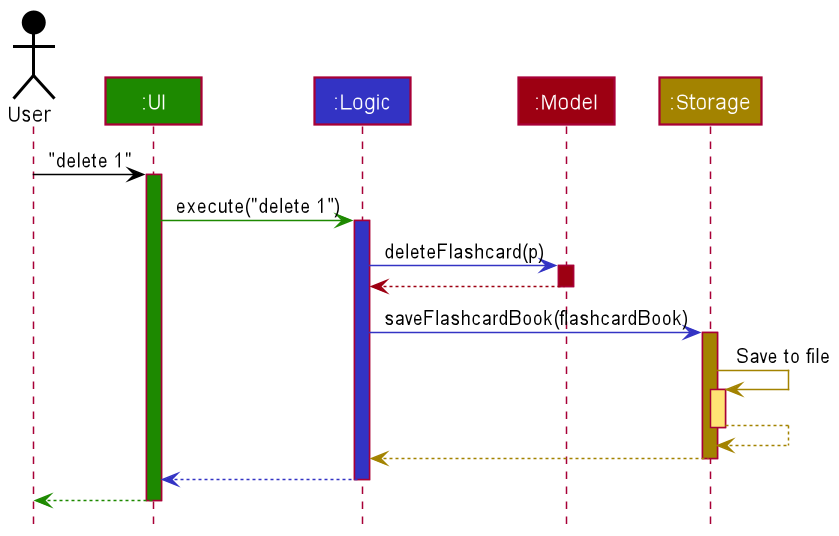 User
:UI
:Logic
:Model
:Storage
"delete 1"
execute("delete 1")
deleteFlashcard(p)
saveFlashcardBook(flashcardBook)
Save to file